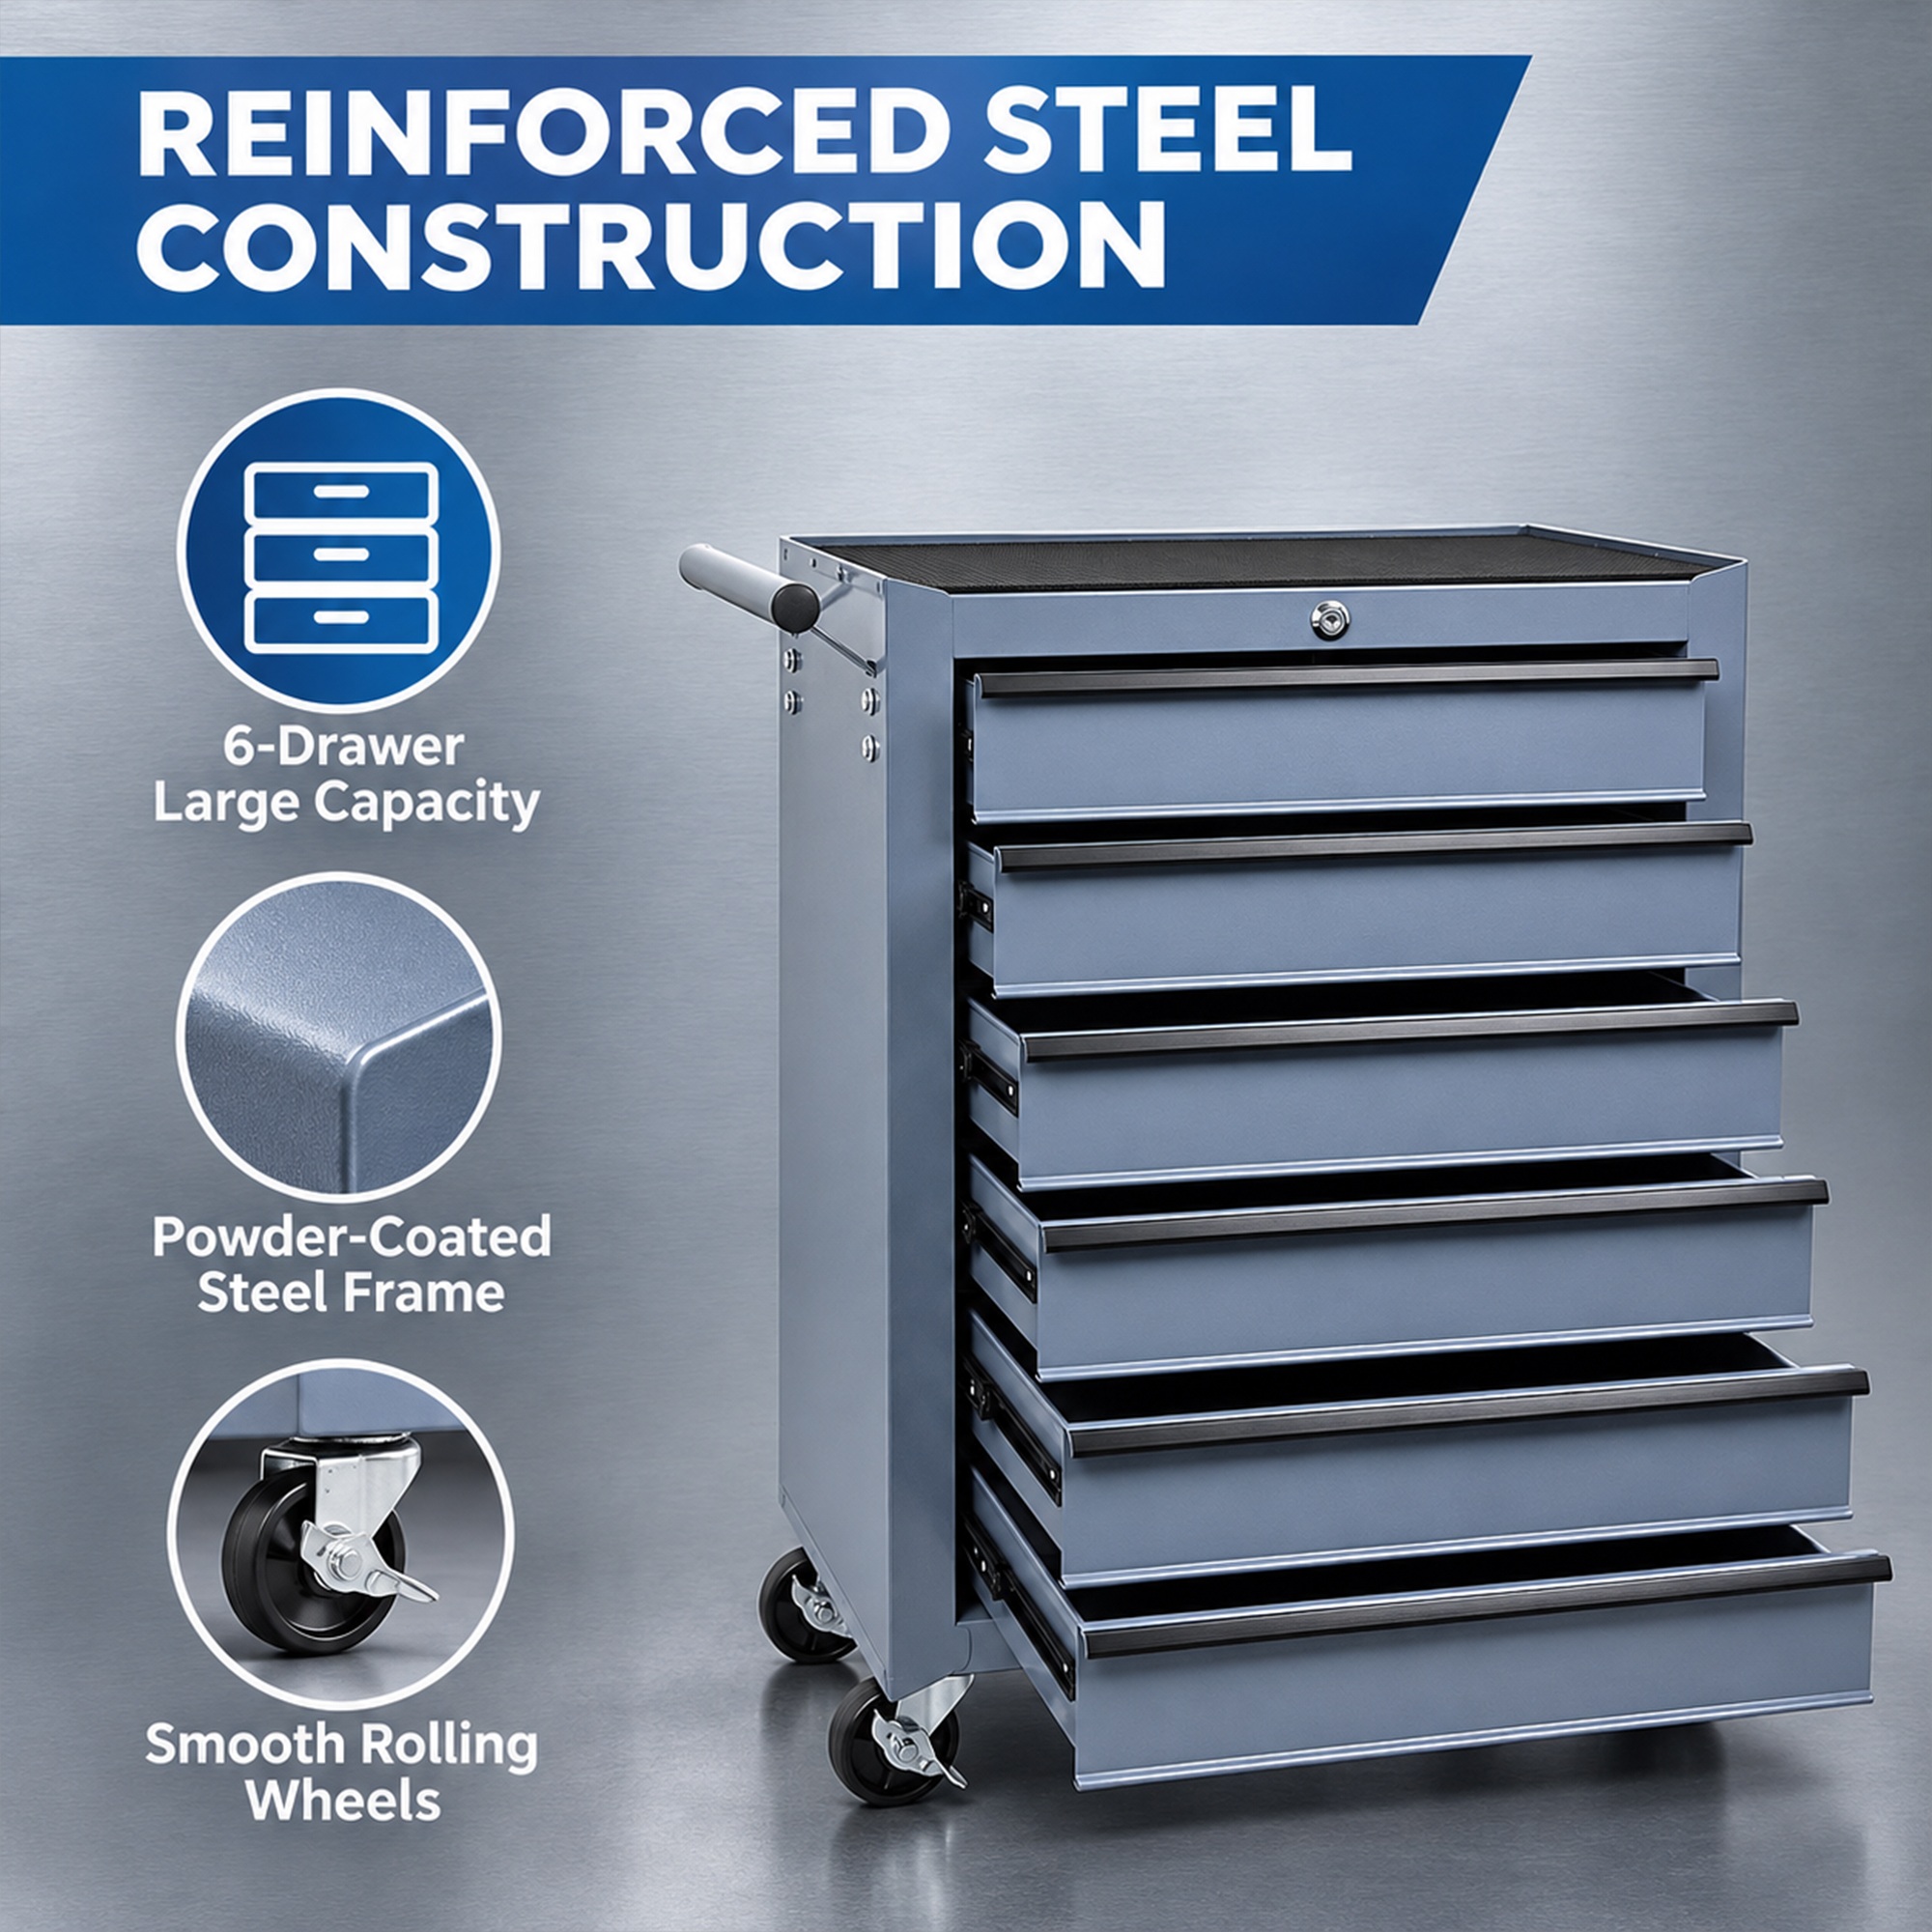 REINFORCED STEEL
CONSTRUCTION
6-Drawer
Large Capacity
Powder-Coated
Steel Frame
Smooth Rolling
Wheels